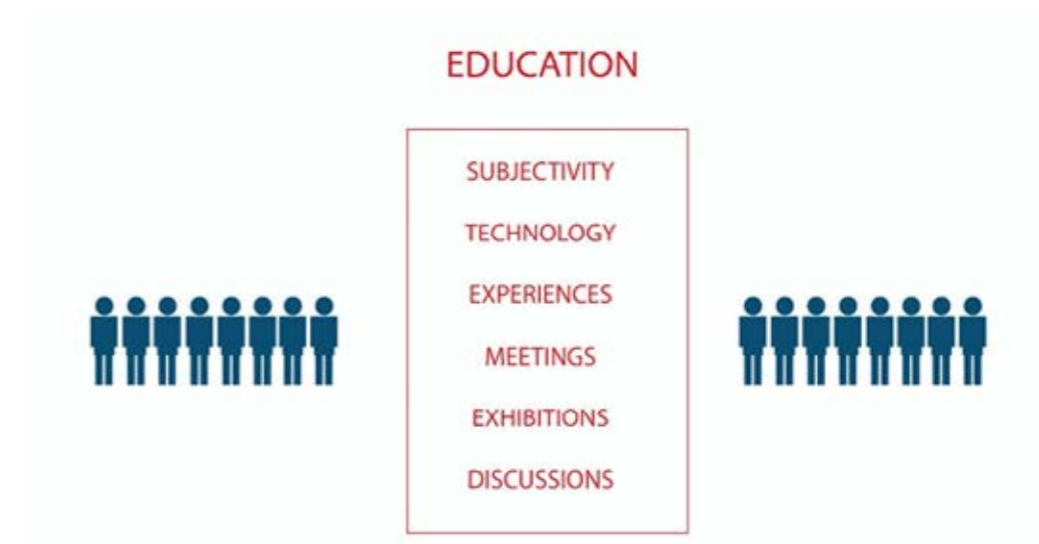 EDUCATION
SUBJECTIVITY
TECHNOLOGY
EXPERIENCES
MEETINGS
EXHIBITIONS
DISCUSSIONS